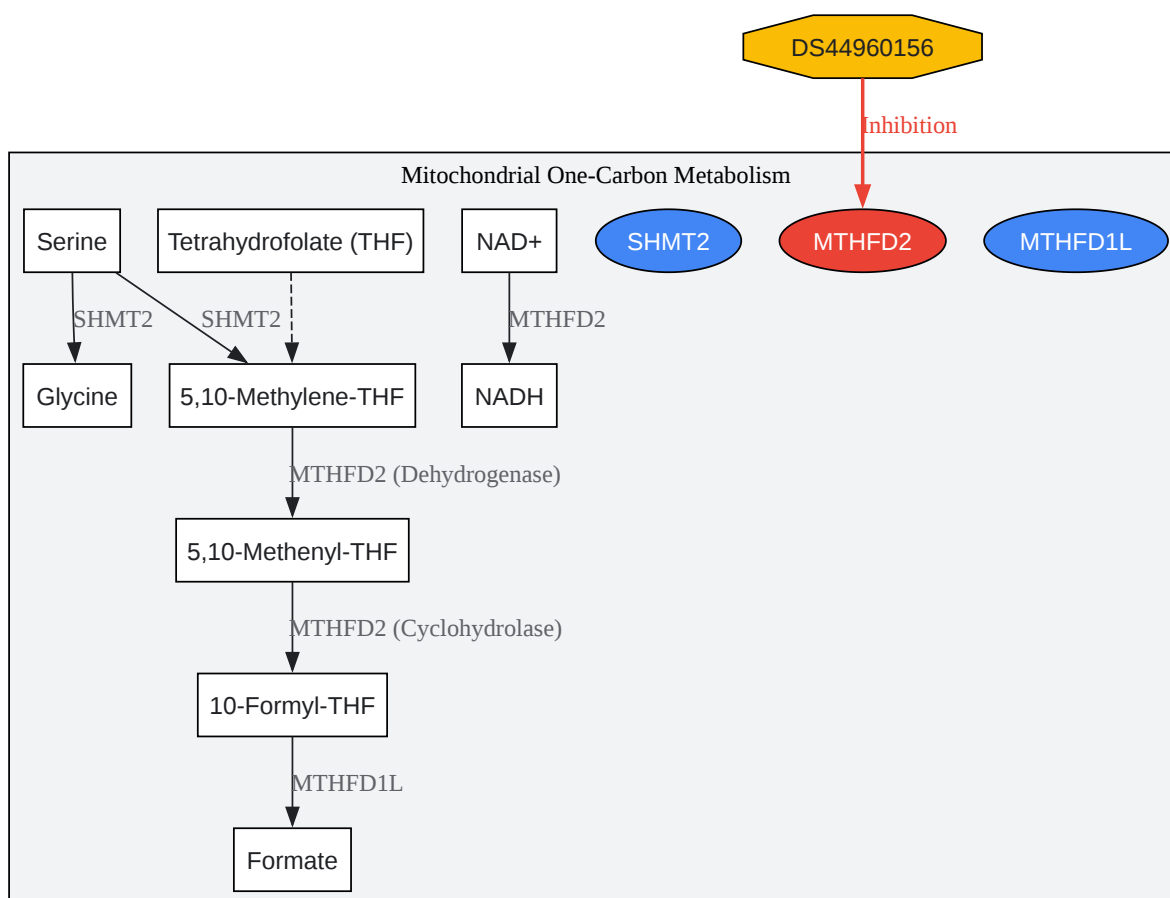 DS44960156
Inhibition
Mitochondrial One-Carbon Metabolism
Serine
Tetrahydrofolate (THF)
NAD+
SHMT2
MTHFD2
MTHFD1L
SHMT2
SHMT2
MTHFD2
Glycine
5,10-Methylene-THF
NADH
MTHFD2 (Dehydrogenase)
5,10-Methenyl-THF
MTHFD2 (Cyclohydrolase)
10-Formyl-THF
MTHFD1L
Formate